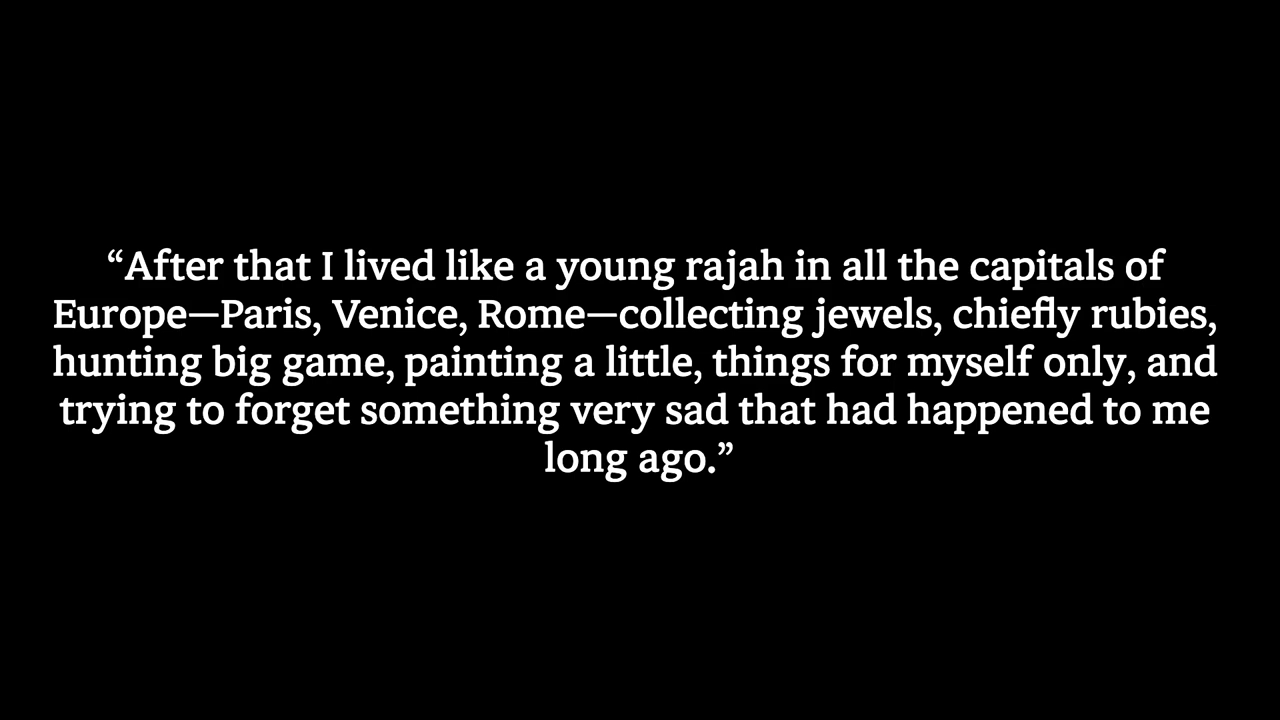 “After that I lived like a young rajah in all the capitals of
Europe—Paris, Venice, Rome—collecting jewels, chiefly rubies,
hunting big game, painting a little, things for myself only, and
trying to forget something very sad that had happened to me
long ago.”